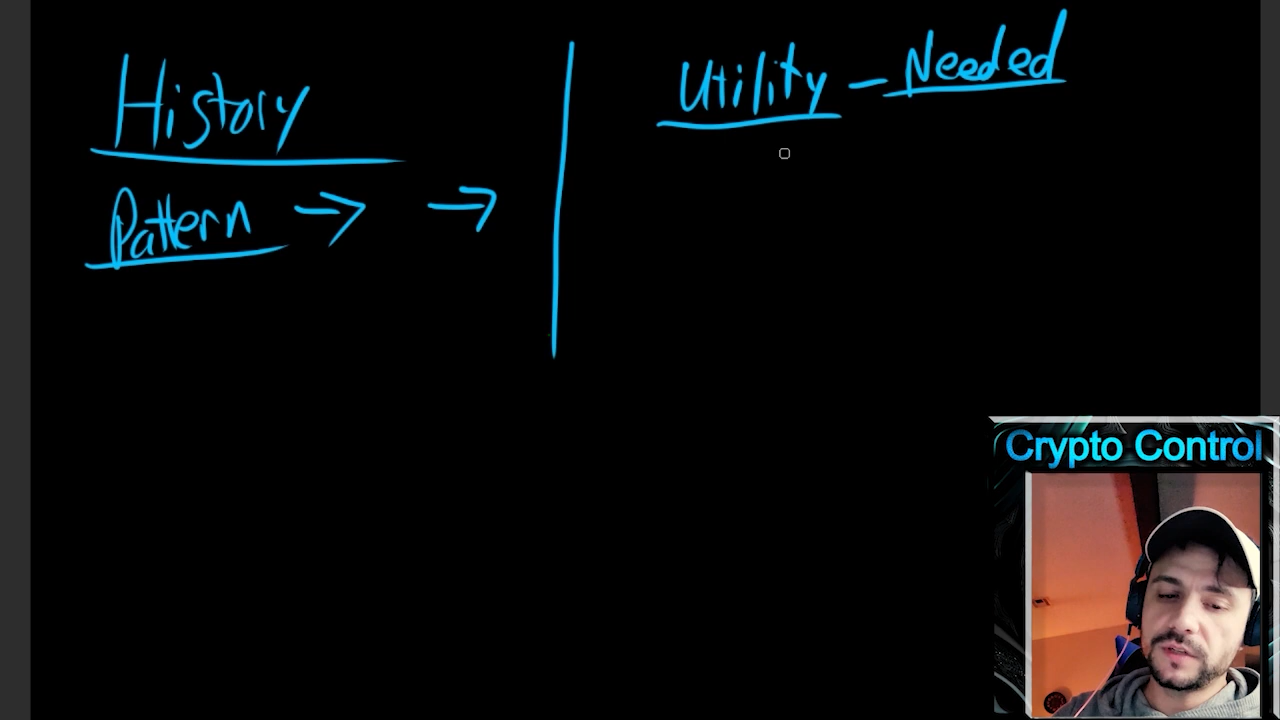 History
Pattern → →
Utility – Needed
Crypto Control